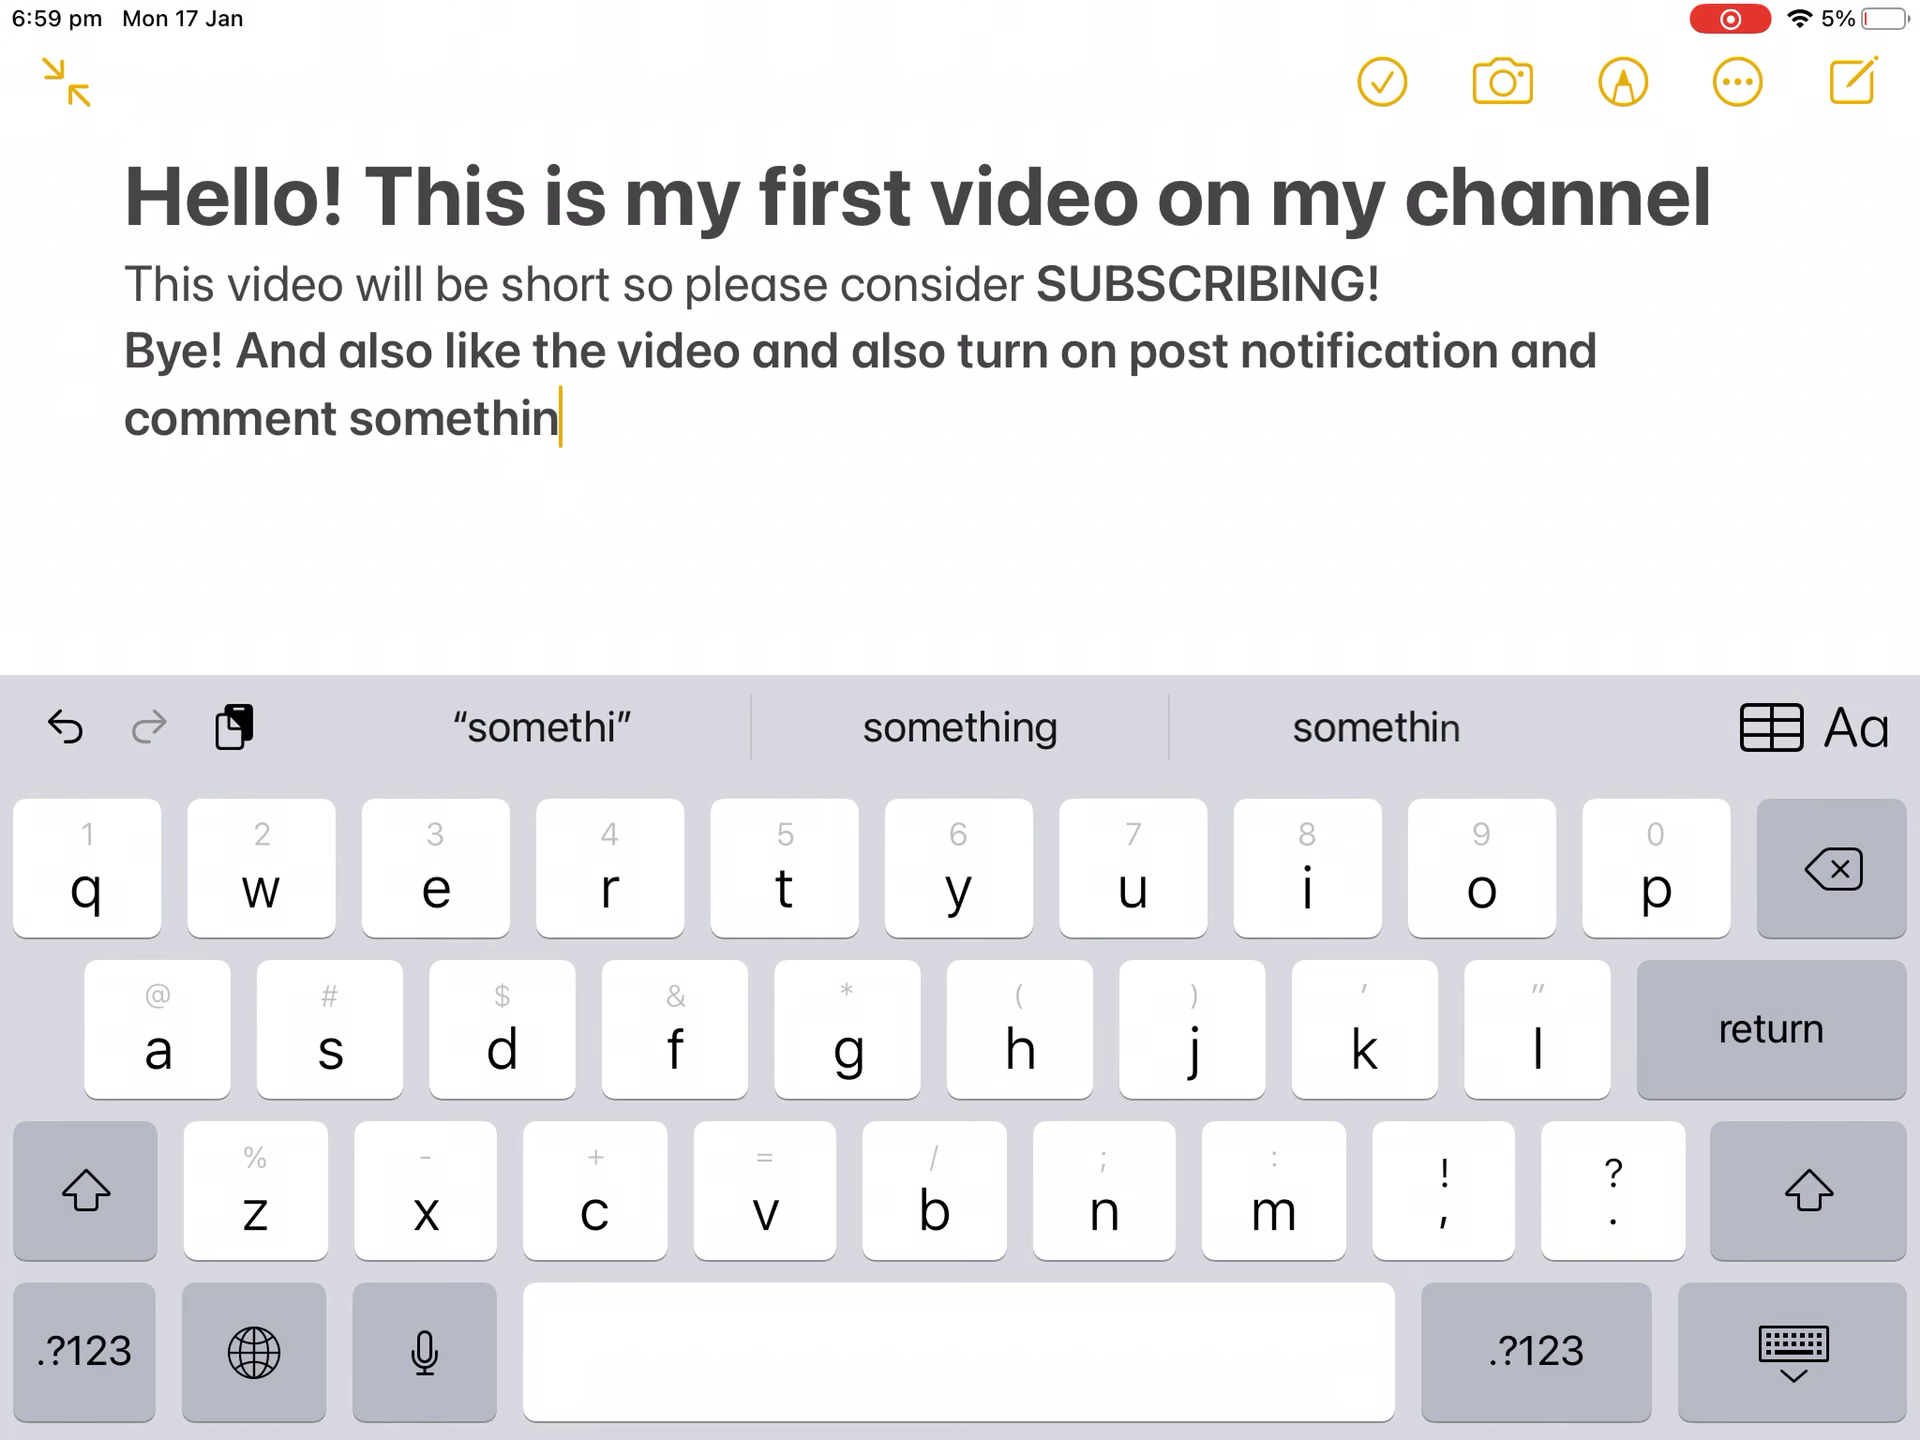 6:59 pm Mon 17 Jan 5%
Hello! This is my first video on my channel
This video will be short so please consider SUBSCRIBING!
Bye! And also like the video and also turn on post notification and
comment somethin
“somethi” something somethin Aa
1 2 3 4 5 6 7 8 9 0
q w e r t y u i o p
@ # $ & * ( ) ' "
a s d f g h j k l return
% - + = / ; : ! ?
z x c v b n m , .
.?123 .?123